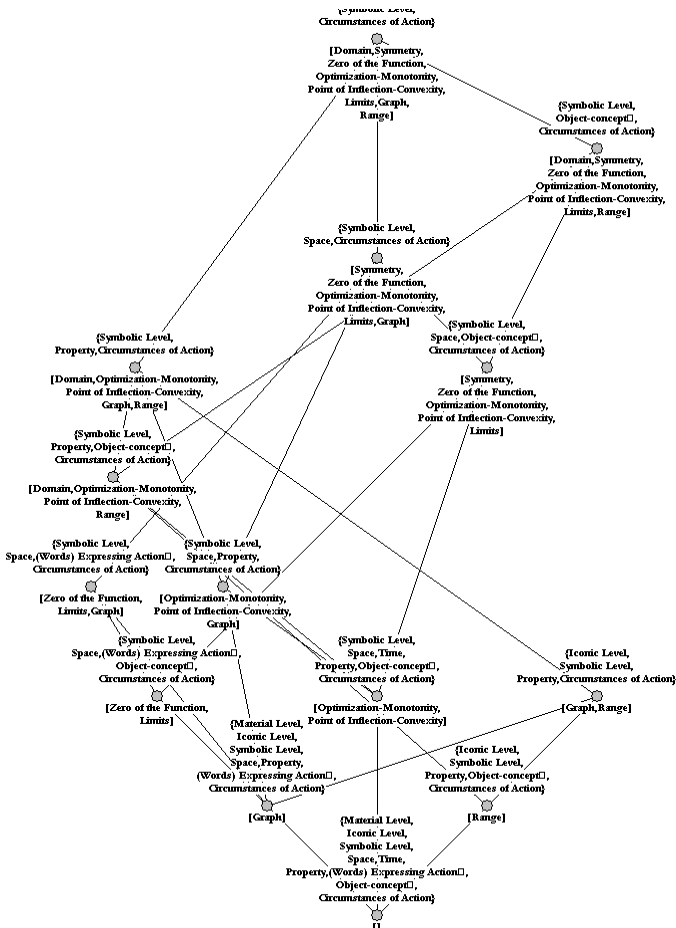 {Symbolic Level,
Circumstances of Action}
[Domain,Symmetry,
Zero of the Function,
Optimization-Monotonity,
Point of Inflection-Convexity,
Limits,Graph,
Range]
{Symbolic Level,
Object-concept□,
Circumstances of Action}
[Domain,Symmetry,
Zero of the Function,
Optimization-Monotonity,
Point of Inflection-Convexity,
Limits,Range]
{Symbolic Level,
Space,Circumstances of Action}
[Symmetry,
Zero of the Function,
Optimization-Monotonity,
Point of Inflection-Convexity,
Limits,Graph]
{Symbolic Level,
Space,Object-concept□,
Circumstances of Action}
[Symmetry,
Zero of the Function,
Optimization-Monotonity,
Point of Inflection-Convexity,
Limits]
{Symbolic Level,
Property,Circumstances of Action}
[Domain,Optimization-Monotonity,
Point of Inflection-Convexity,
Graph,Range]
{Symbolic Level,
Property,Object-concept□,
Circumstances of Action}
[Domain,Optimization-Monotonity,
Point of Inflection-Convexity,
Range]
{Symbolic Level,
Space,(Words) Expressing Action□,
Circumstances of Action}
[Zero of the Function,
Limits,Graph]
{Symbolic Level,
Space,Property,
Circumstances of Action}
[Optimization-Monotonity,
Point of Inflection-Convexity,
Graph]
{Symbolic Level,
Space,(Words) Expressing Action□,
Object-concept□,
Circumstances of Action}
[Zero of the Function,
Limits]
{Symbolic Level,
Space,Time,
Property,Object-concept□,
Circumstances of Action}
[Optimization-Monotonity,
Point of Inflection-Convexity]
{Iconic Level,
Symbolic Level,
Property,Circumstances of Action}
[Graph,Range]
{Material Level,
Iconic Level,
Symbolic Level,
Space,Property,
(Words) Expressing Action□,
Circumstances of Action}
[Graph]
{Iconic Level,
Symbolic Level,
Property,Object-concept□,
Circumstances of Action}
[Range]
{Material Level,
Iconic Level,
Symbolic Level,
Space,Time,
Property,(Words) Expressing Action□,
Object-concept□,
Circumstances of Action}
[]